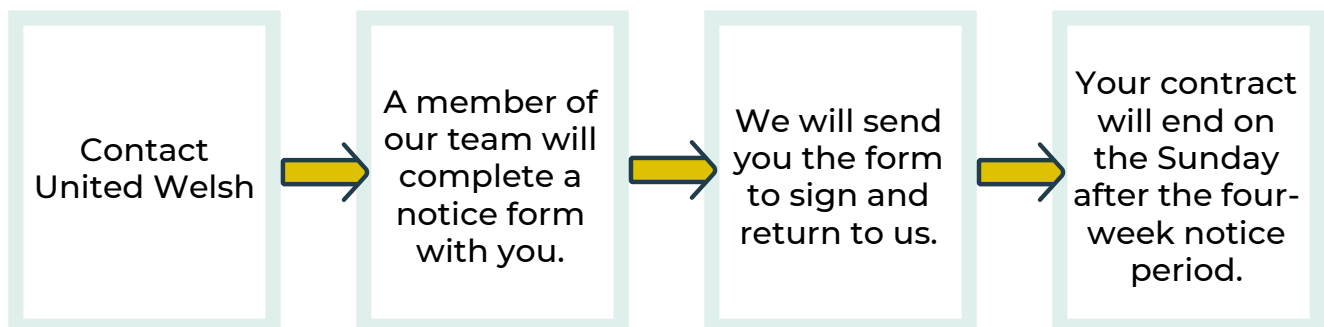 Contact
United Welsh
A member of
our team will
complete a
notice form
with you.
We will send
you the form
to sign and
return to us.
Your contract
will end on
the Sunday
after the four-
week notice
period.